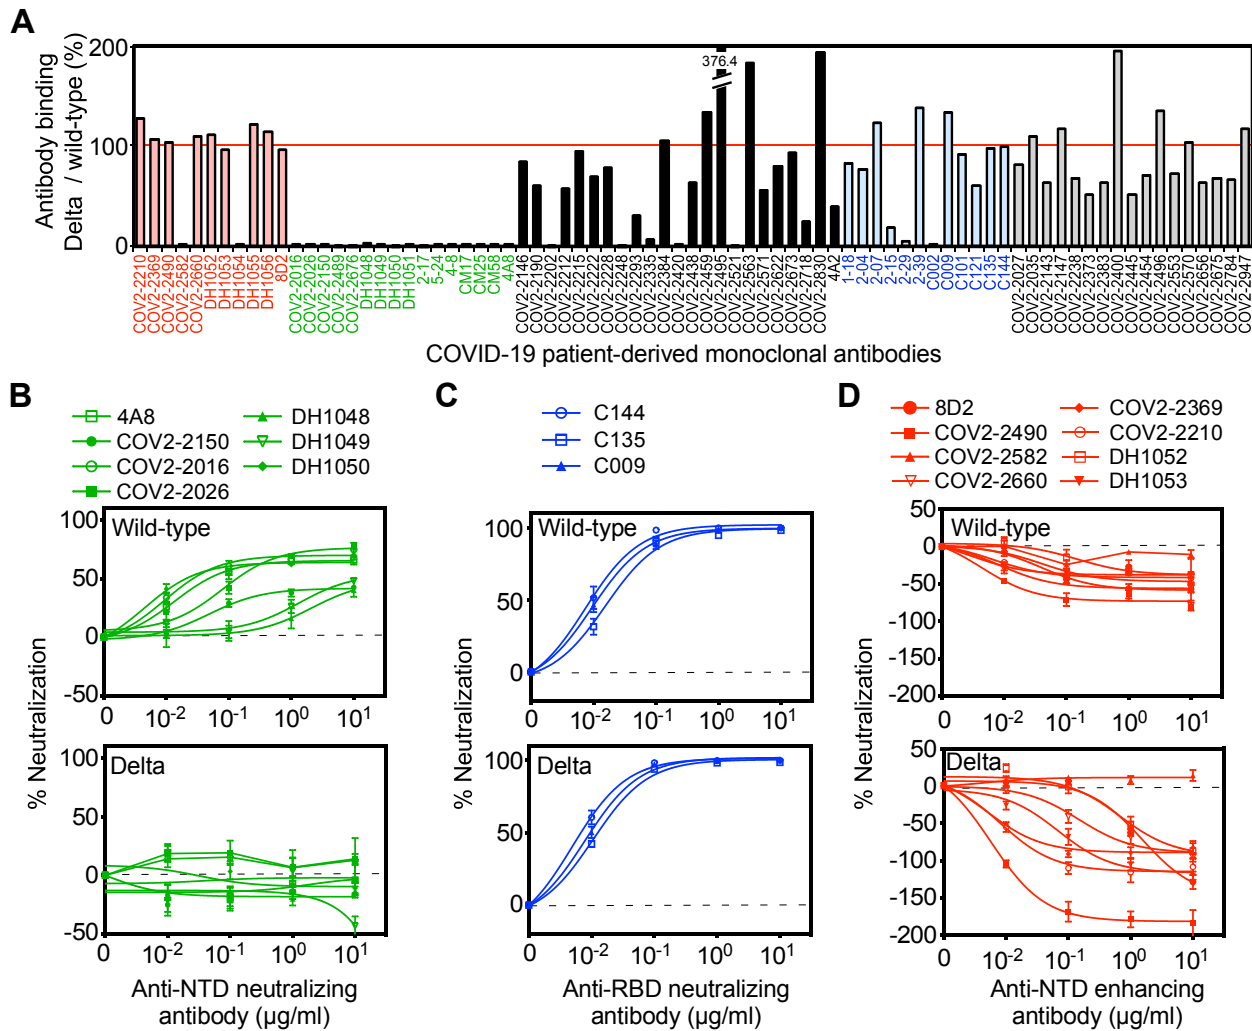 A
Antibody binding
Delta / wild-type (%)
200
100
0
376.4
COV2-2210
COV2-2369
COV2-2490
COV2-2582
COV2-2660
DH1052
DH1053
DH1054
DH1055
DH1056
8D2
COV2-2016
COV2-2026
COV2-2150
COV2-2489
COV2-2676
DH1048
DH1049
DH1050
DH1051
2-17
5-24
4-8
CM17
CM25
CM58
4A8
COV2-2146
COV2-2190
COV2-2202
COV2-2212
COV2-2215
COV2-2222
COV2-2228
COV2-2248
COV2-2293
COV2-2335
COV2-2384
COV2-2420
COV2-2438
COV2-2459
COV2-2495
COV2-2521
COV2-2563
COV2-2571
COV2-2622
COV2-2673
COV2-2718
COV2-2830
4A2
1-18
2-04
2-07
2-15
2-29
2-39
C002
C009
C101
C121
C135
C144
COV2-2027
COV2-2035
COV2-2143
COV2-2147
COV2-2238
COV2-2373
COV2-2383
COV2-2400
COV2-2445
COV2-2454
COV2-2496
COV2-2553
COV2-2570
COV2-2656
COV2-2675
COV2-2784
COV2-2947
COVID-19 patient-derived monoclonal antibodies
B
4A8
COV2-2150
COV2-2016
COV2-2026
DH1048
DH1049
DH1050
% Neutralization
Wild-type
100
50
0
-50
0 10-2 10-1 100 101
Delta
100
50
0
-50
0 10-2 10-1 100 101
Anti-NTD neutralizing
antibody (µg/ml)
C
C144
C135
C009
% Neutralization
Wild-type
100
50
0
0 10-2 10-1 100 101
Delta
100
50
0
0 10-2 10-1 100 101
Anti-RBD neutralizing
antibody (µg/ml)
D
8D2
COV2-2490
COV2-2582
COV2-2660
COV2-2369
COV2-2210
DH1052
DH1053
% Neutralization
Wild-type
50
0
-50
-100
-150
-200
0 10-2 10-1 100 101
Delta
50
0
-50
-100
-150
-200
0 10-2 10-1 100 101
Anti-NTD enhancing
antibody (µg/ml)